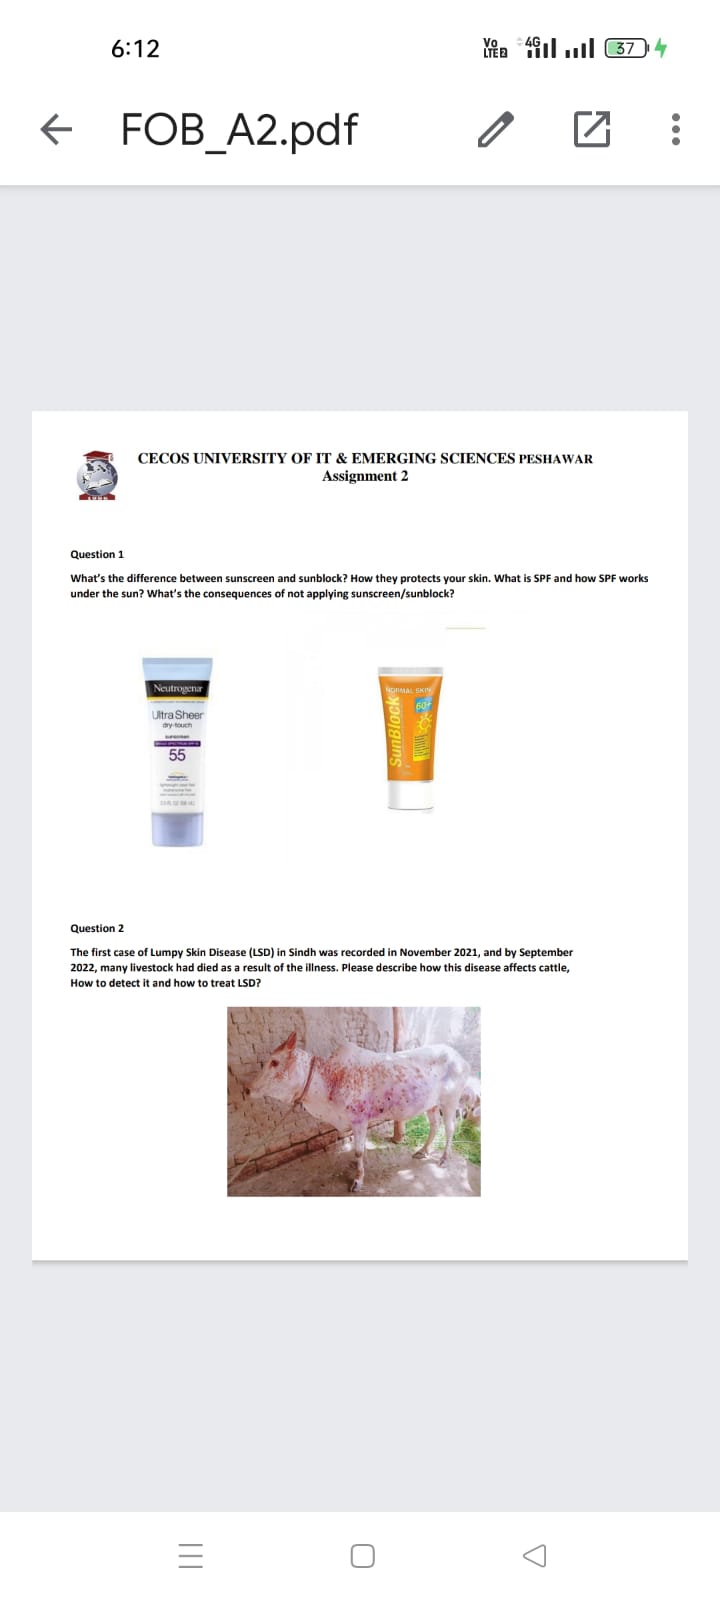 6:12
Vo LTE 4G 37
FOB_A2.pdf
CECOS UNIVERSITY OF IT & EMERGING SCIENCES PESHAWAR
Assignment 2
Question 1
What's the difference between sunscreen and sunblock? How they protects your skin. What is SPF and how SPF works
under the sun? What's the consequences of not applying sunscreen/sunblock?
Neutrogena
Ultra Sheer
dry-touch
sunscreen
55
NORMAL SKIN
60+
SunBlock
Question 2
The first case of Lumpy Skin Disease (LSD) in Sindh was recorded in November 2021, and by September
2022, many livestock had died as a result of the illness. Please describe how this disease affects cattle,
How to detect it and how to treat LSD?